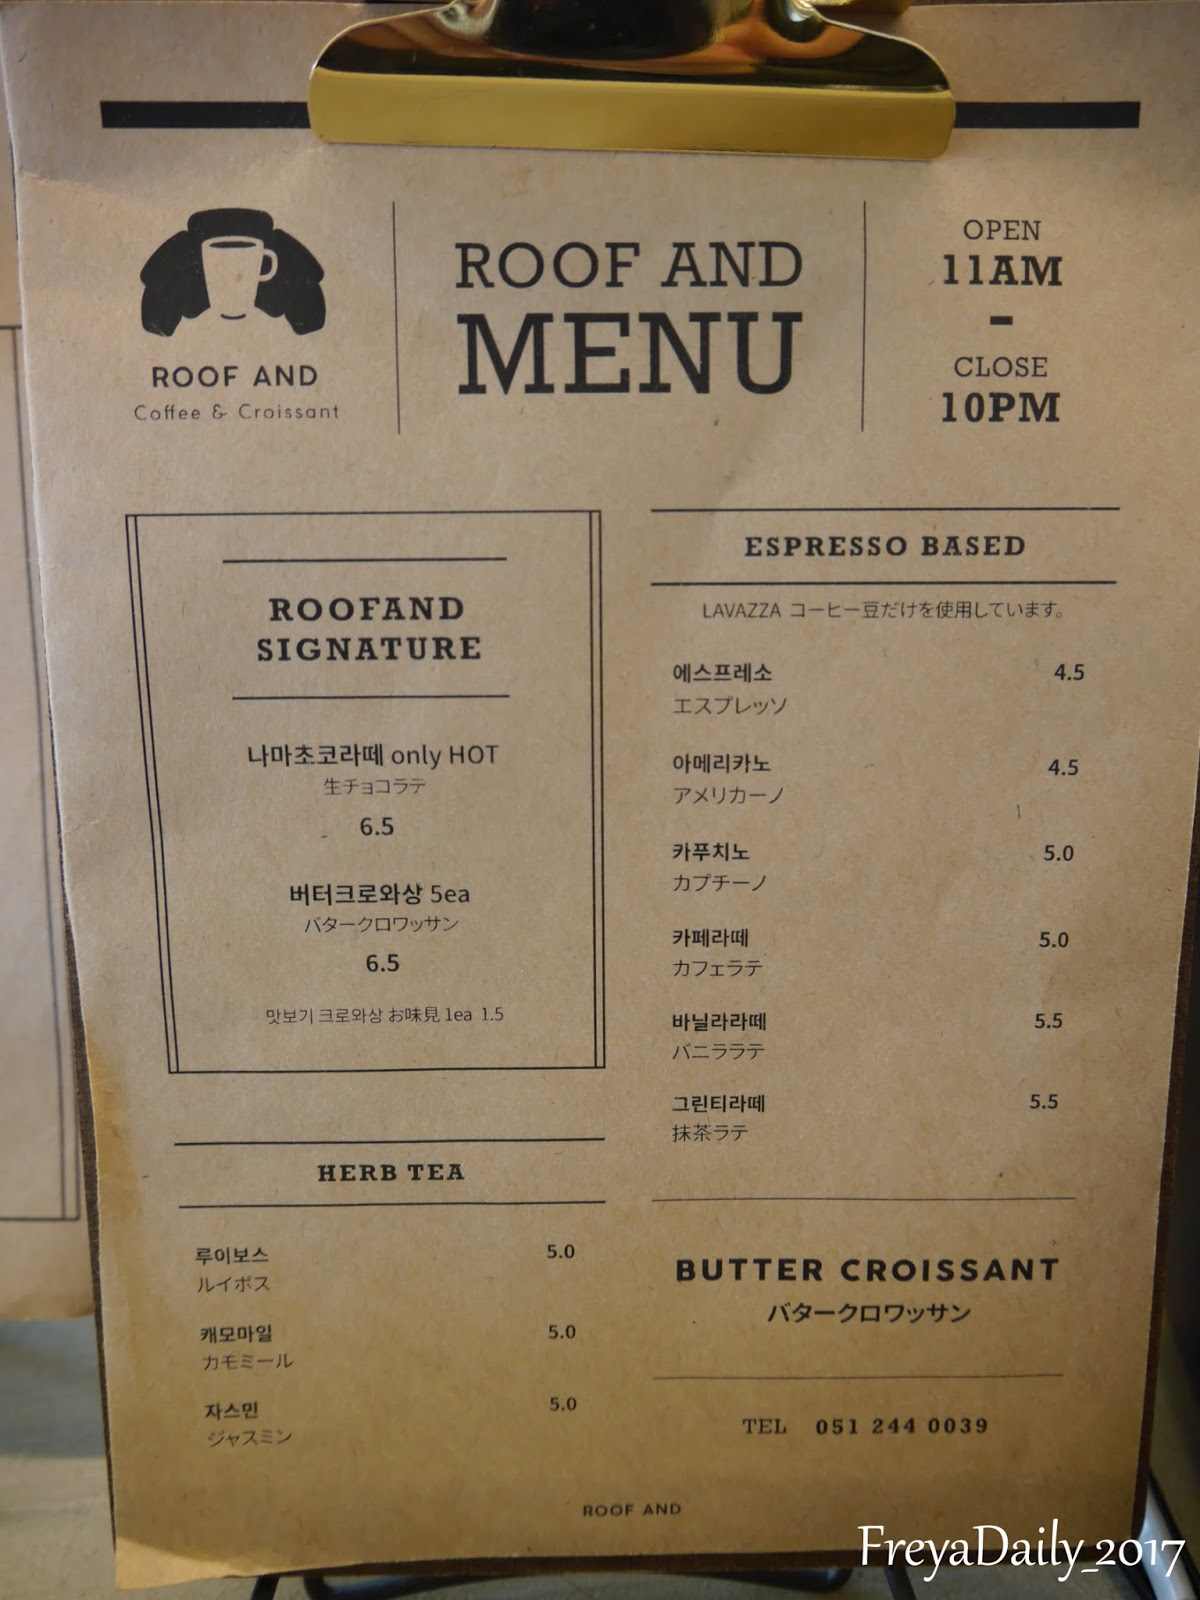 ROOF AND
Coffee & Croissant
ROOF AND
MENU
OPEN
11AM
-
CLOSE
10PM
ROOFAND
SIGNATURE
나마초코라떼 only HOT
生チョコラテ
6.5
버터크로와상 5ea
バタークロワッサン
6.5
맛보기 크로와상 お味見 1ea 1.5
HERB TEA
루이보스 5.0
ルイボス
캐모마일 5.0
カモミール
자스민 5.0
ジャスミン
ESPRESSO BASED
LAVAZZA コーヒー豆だけを使用しています。
에스프레소 4.5
エスプレッソ
아메리카노 4.5
アメリカーノ
카푸치노 5.0
カプチーノ
카페라떼 5.0
カフェラテ
바닐라라떼 5.5
バニララテ
그린티라떼 5.5
抹茶ラテ
BUTTER CROISSANT
バタークロワッサン
TEL 051 244 0039
ROOF AND
FreyaDaily_2017